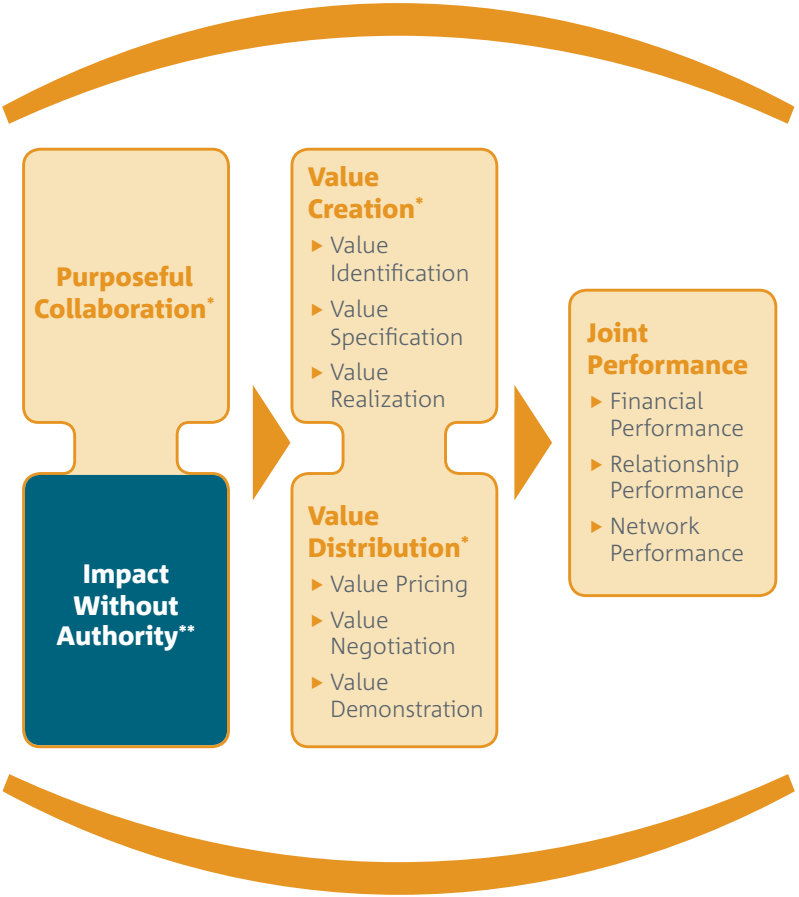 Purposeful
Collaboration*
Impact
Without
Authority**
Value
Creation*
▶ Value
Identification
▶ Value
Specification
▶ Value
Realization
Value
Distribution*
▶ Value Pricing
▶ Value
Negotiation
▶ Value
Demonstration
Joint
Performance
▶ Financial
Performance
▶ Relationship
Performance
▶ Network
Performance